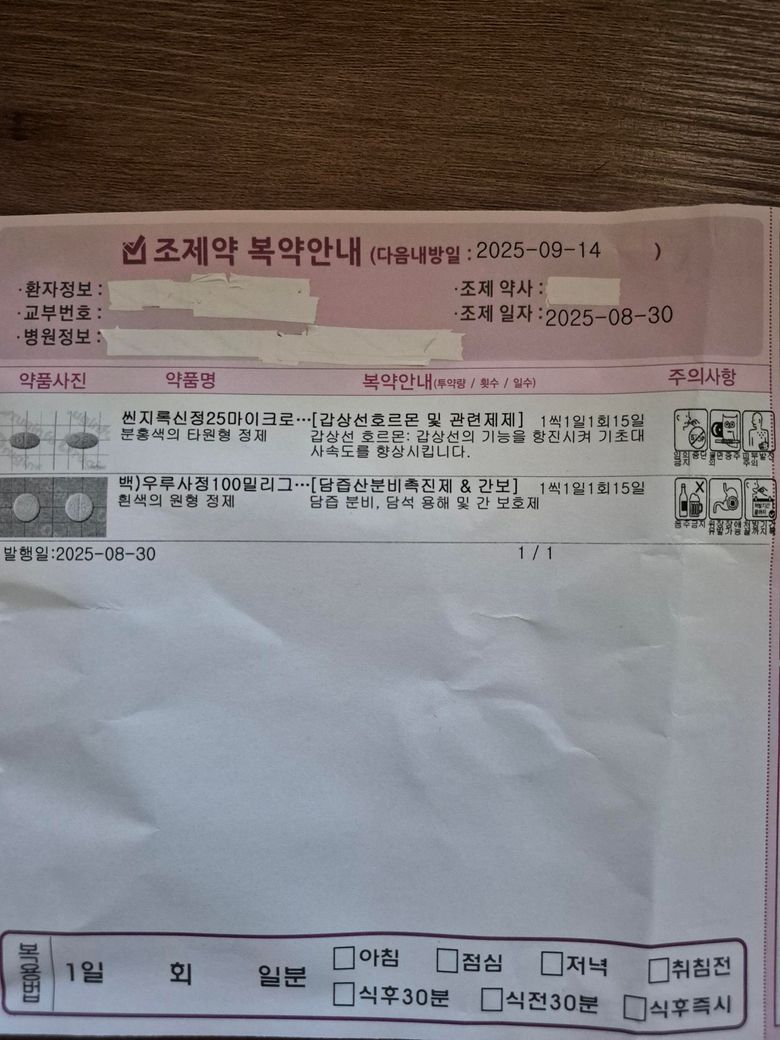 조제약 복약안내 (다음내방일 : 2025-09-14 )
·환자정보 :
·조제 약사 :
·교부번호 :
·조제 일자 : 2025-08-30
·병원정보 :
약품사진 약품명 복약안내(투약량 / 횟수 / 일수) 주의사항
씬지록신정25마이크로… [갑상선호르몬 및 관련제제] 1씩1일1회15일
분홍색의 타원형 정제 갑상선 호르몬: 갑상선의 기능을 항진시켜 기초대
사속도를 향상시킵니다.
백)우루사정100밀리그… [담즙산분비촉진제 & 간보] 1씩1일1회15일
흰색의 원형 정제 담즙 분비, 담석 용해 및 간 보호제
음주금지
발행일:2025-08-30 1 / 1
복용법 1일 회 일분 아침 점심 저녁 취침전
식후30분 식전30분 식후즉시